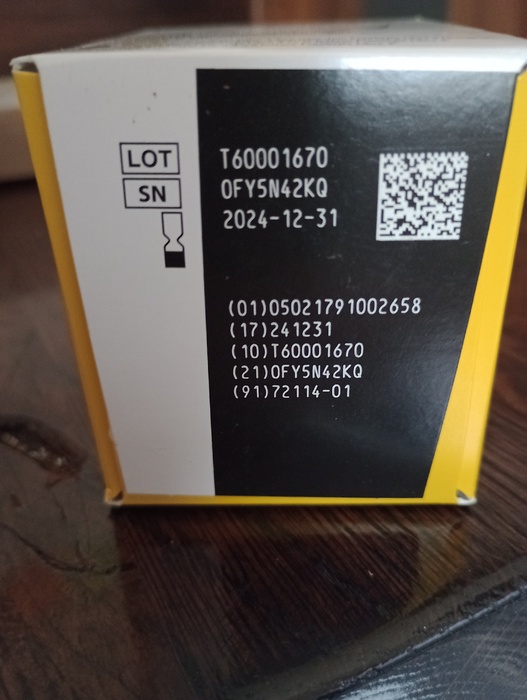 LOT T60001670
SN 0FY5N42KQ
2024-12-31
(01)05021791002658
(17)241231
(10)T60001670
(21)0FY5N42KQ
(91)72114-01